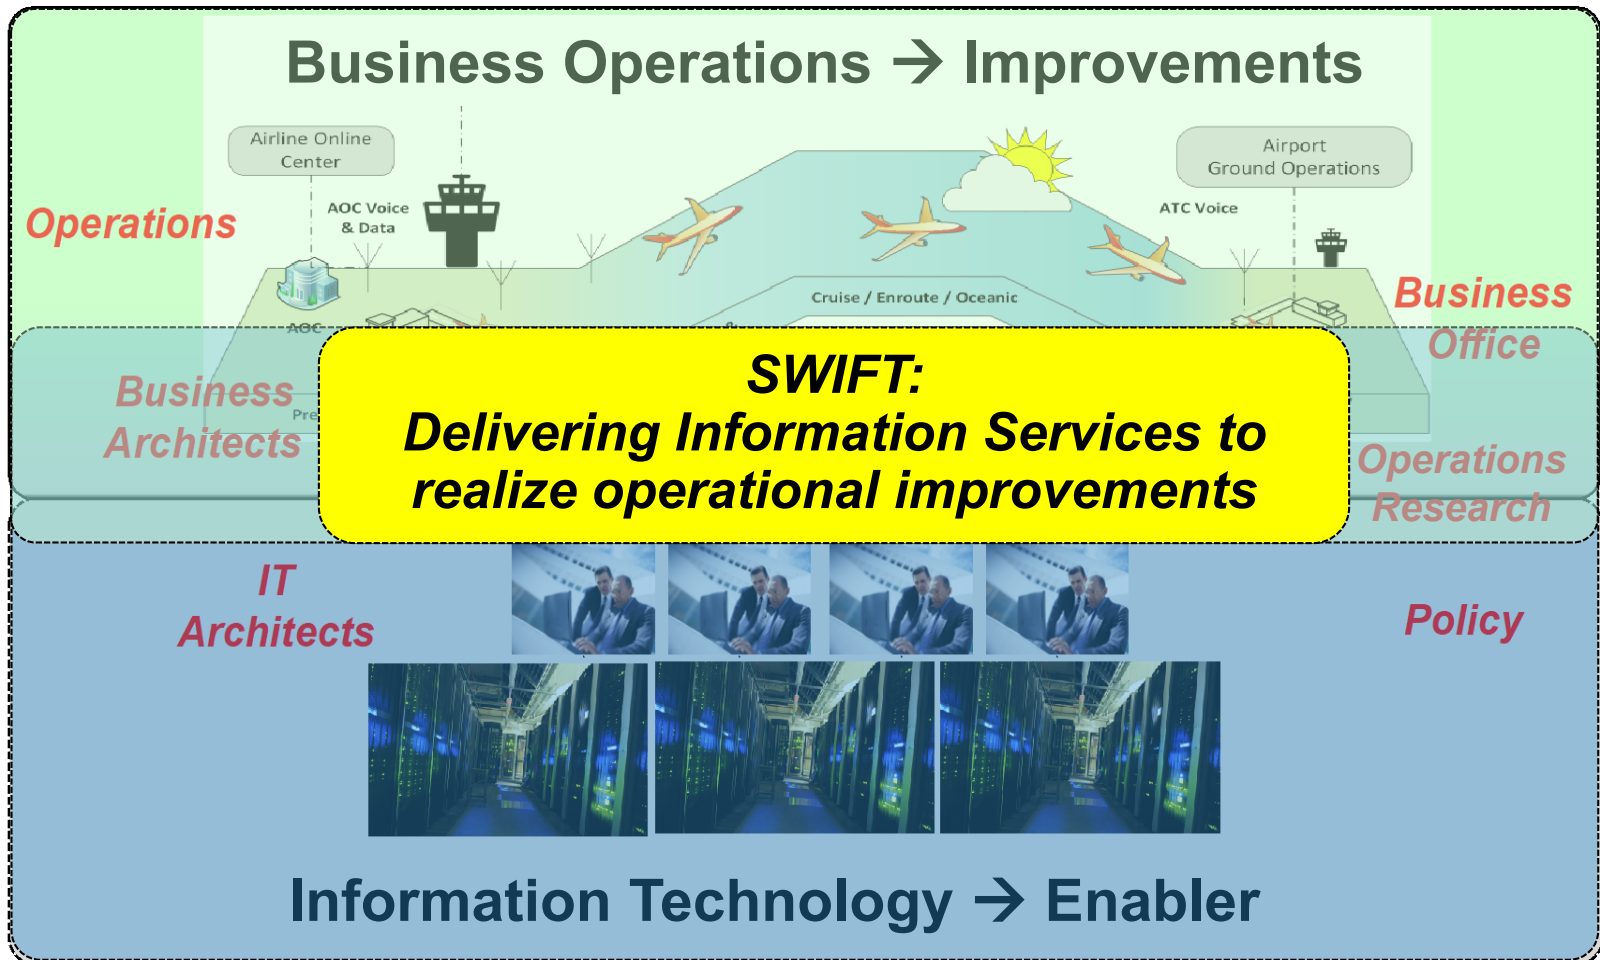 Business Operations → Improvements
Airline Online
Center
Airport
Ground Operations
Operations
AOC Voice
& Data
ATC Voice
Cruise / Enroute / Oceanic
Business
Office
AOC
Business
Architects
Pre
SWIFT:
Delivering Information Services to
realize operational improvements
Operations
Research
IT
Architects
Policy
Information Technology → Enabler